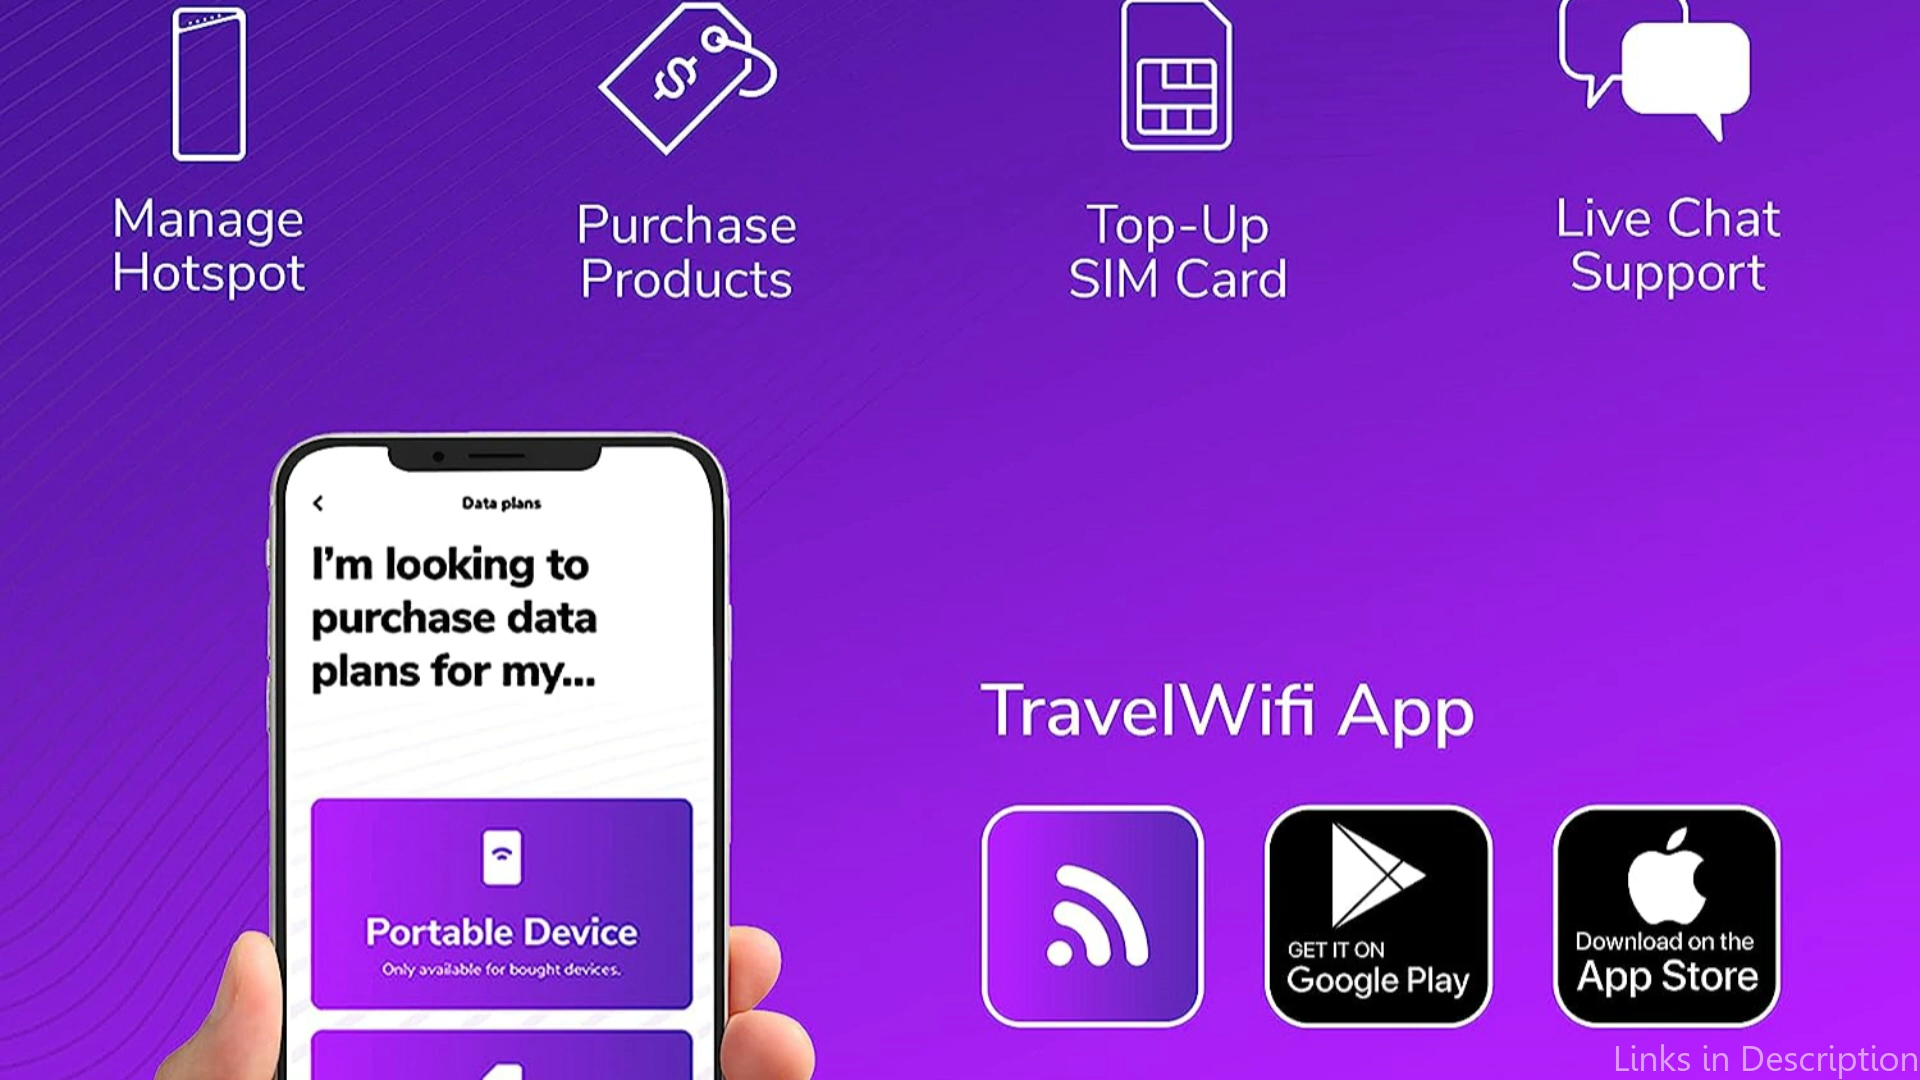 Manage
Hotspot
Purchase
Products
Top-Up
SIM Card
Live Chat
Support
Data plans
I'm looking to
purchase data
plans for my...
Portable Device
Only available for bought devices.
TravelWifi App
GET IT ON
Google Play
Download on the
App Store
Links in Description